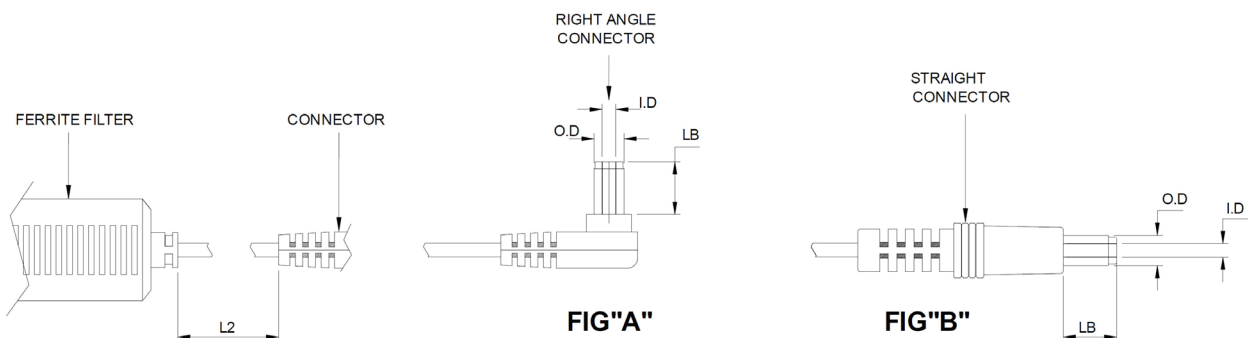 RIGHT ANGLE
CONNECTOR
STRAIGHT
CONNECTOR
I.D
FERRITE FILTER
CONNECTOR
O.D
LB
O.D
I.D
L2
FIG"A"
FIG"B"
LB